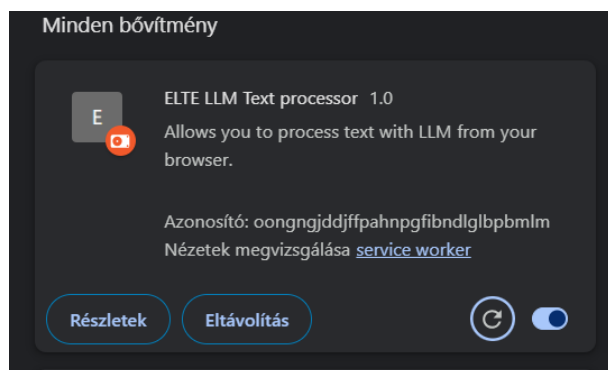 Minden bővítmény
E
ELTE LLM Text processor 1.0
Allows you to process text with LLM from your
browser.
Azonosító: oongngjddjffpahnpgfibndlglbpbmlm
Nézetek megvizsgálása service worker
Részletek
Eltávolítás